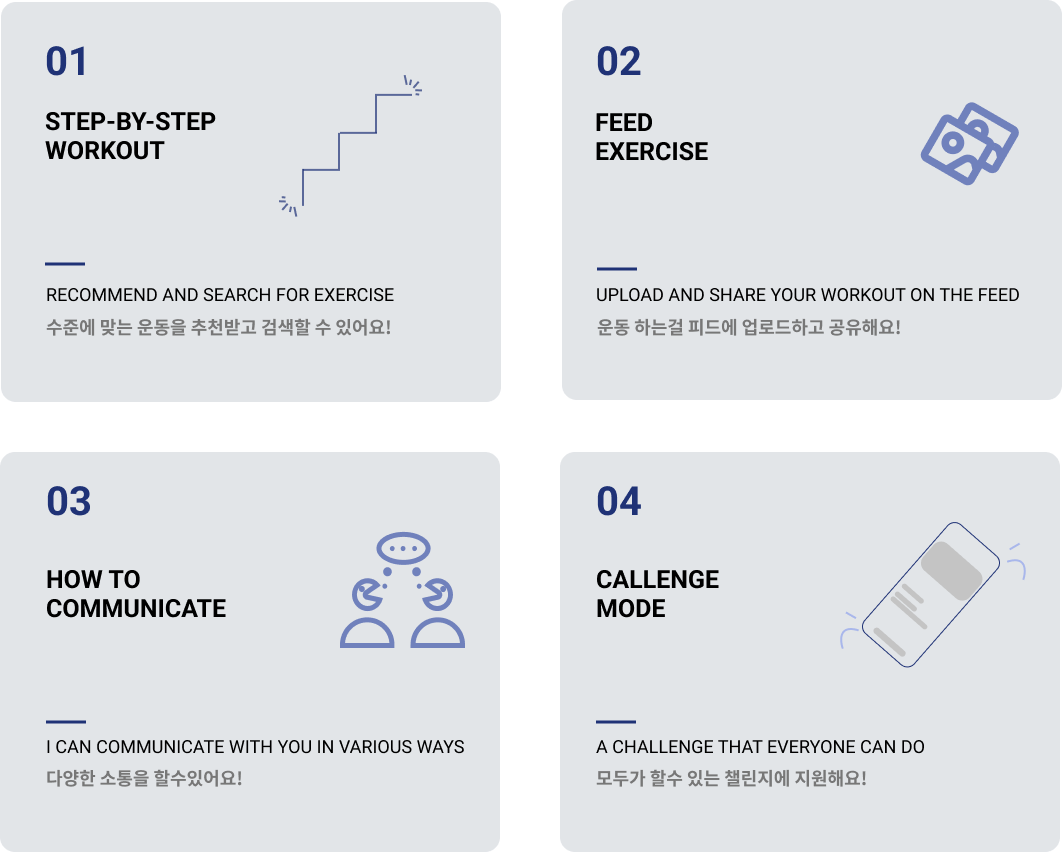 01
STEP-BY-STEP
WORKOUT
RECOMMEND AND SEARCH FOR EXERCISE
수준에 맞는 운동을 추천받고 검색할 수 있어요!
02
FEED
EXERCISE
UPLOAD AND SHARE YOUR WORKOUT ON THE FEED
운동 하는걸 피드에 업로드하고 공유해요!
03
HOW TO
COMMUNICATE
I CAN COMMUNICATE WITH YOU IN VARIOUS WAYS
다양한 소통을 할수있어요!
04
CALLENGE
MODE
A CHALLENGE THAT EVERYONE CAN DO
모두가 할수 있는 챌린지에 지원해요!